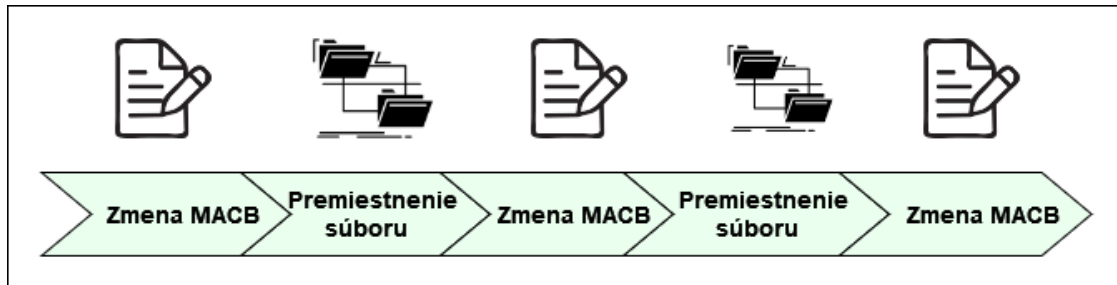 Zmena MACB
Premiestnenie
súboru
Zmena MACB
Premiestnenie
súboru
Zmena MACB